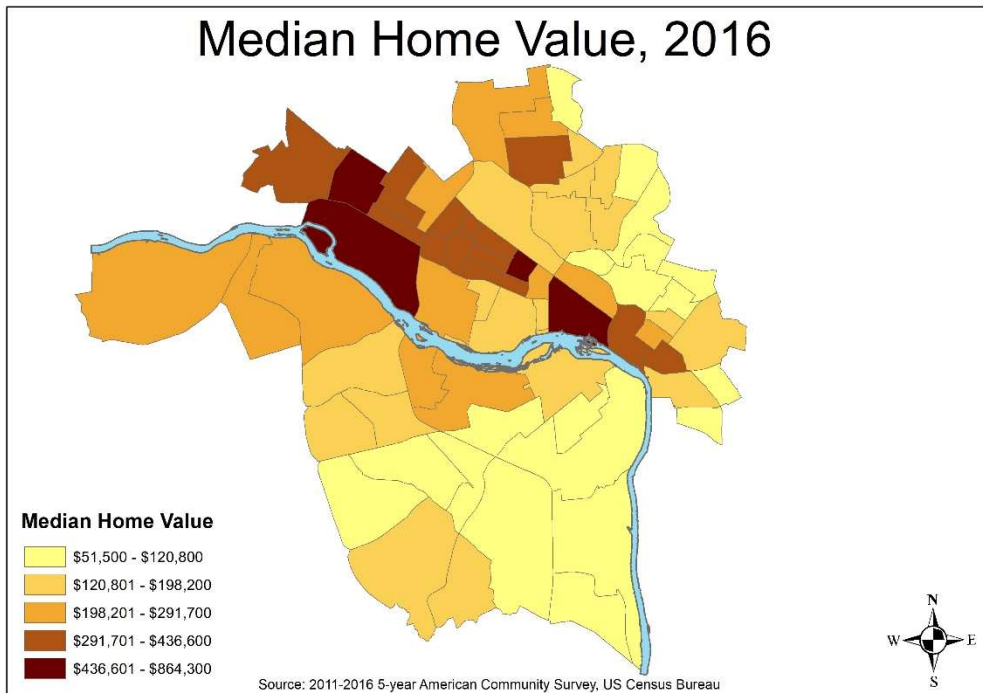 Median Home Value, 2016
Median Home Value
$51,500 - $120,800
$120,801 - $198,200
$198,201 - $291,700
$291,701 - $436,600
$436,601 - $864,300
N
W E
S
Source: 2011-2016 5-year American Community Survey, US Census Bureau